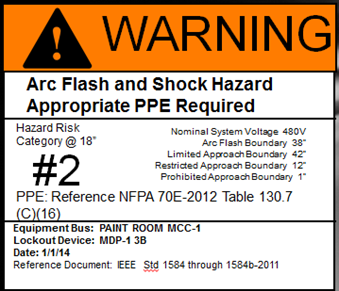 WARNING
Arc Flash and Shock Hazard
Appropriate PPE Required
Hazard Risk
Category @ 18"
#2
Nominal System Voltage 480V
Arc Flash Boundary 38"
Limited Approach Boundary 42"
Restricted Approach Boundary 12"
Prohibited Approach Boundary 1"
PPE: Reference NFPA 70E-2012 Table 130.7
(C)(16)
Equipment Bus: PAINT ROOM MCC-1
Lockout Device: MDP-1 3B
Date: 1/1/14
Reference Document: IEEE Std 1584 through 1584b-2011